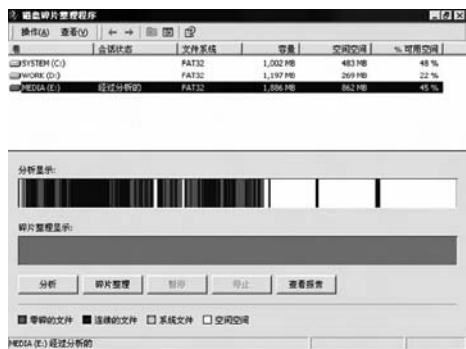 磁盘碎片整理程序
操作(A) 查看(V)
卷 会话状态 文件系统 容量 空闲空间 % 可用空间
SYSTEM (C:) FAT32 1,002 MB 483 MB 48 %
WORK (D:) FAT32 1,197 MB 269 MB 22 %
MEDIA (E:) 经过分析的 FAT32 1,886 MB 862 MB 45 %
分析显示:
碎片整理显示:
分析 碎片整理 暂停 停止 查看报告
零碎的文件 连续的文件 系统文件 空闲空间
MEDIA (E:) 经过分析的